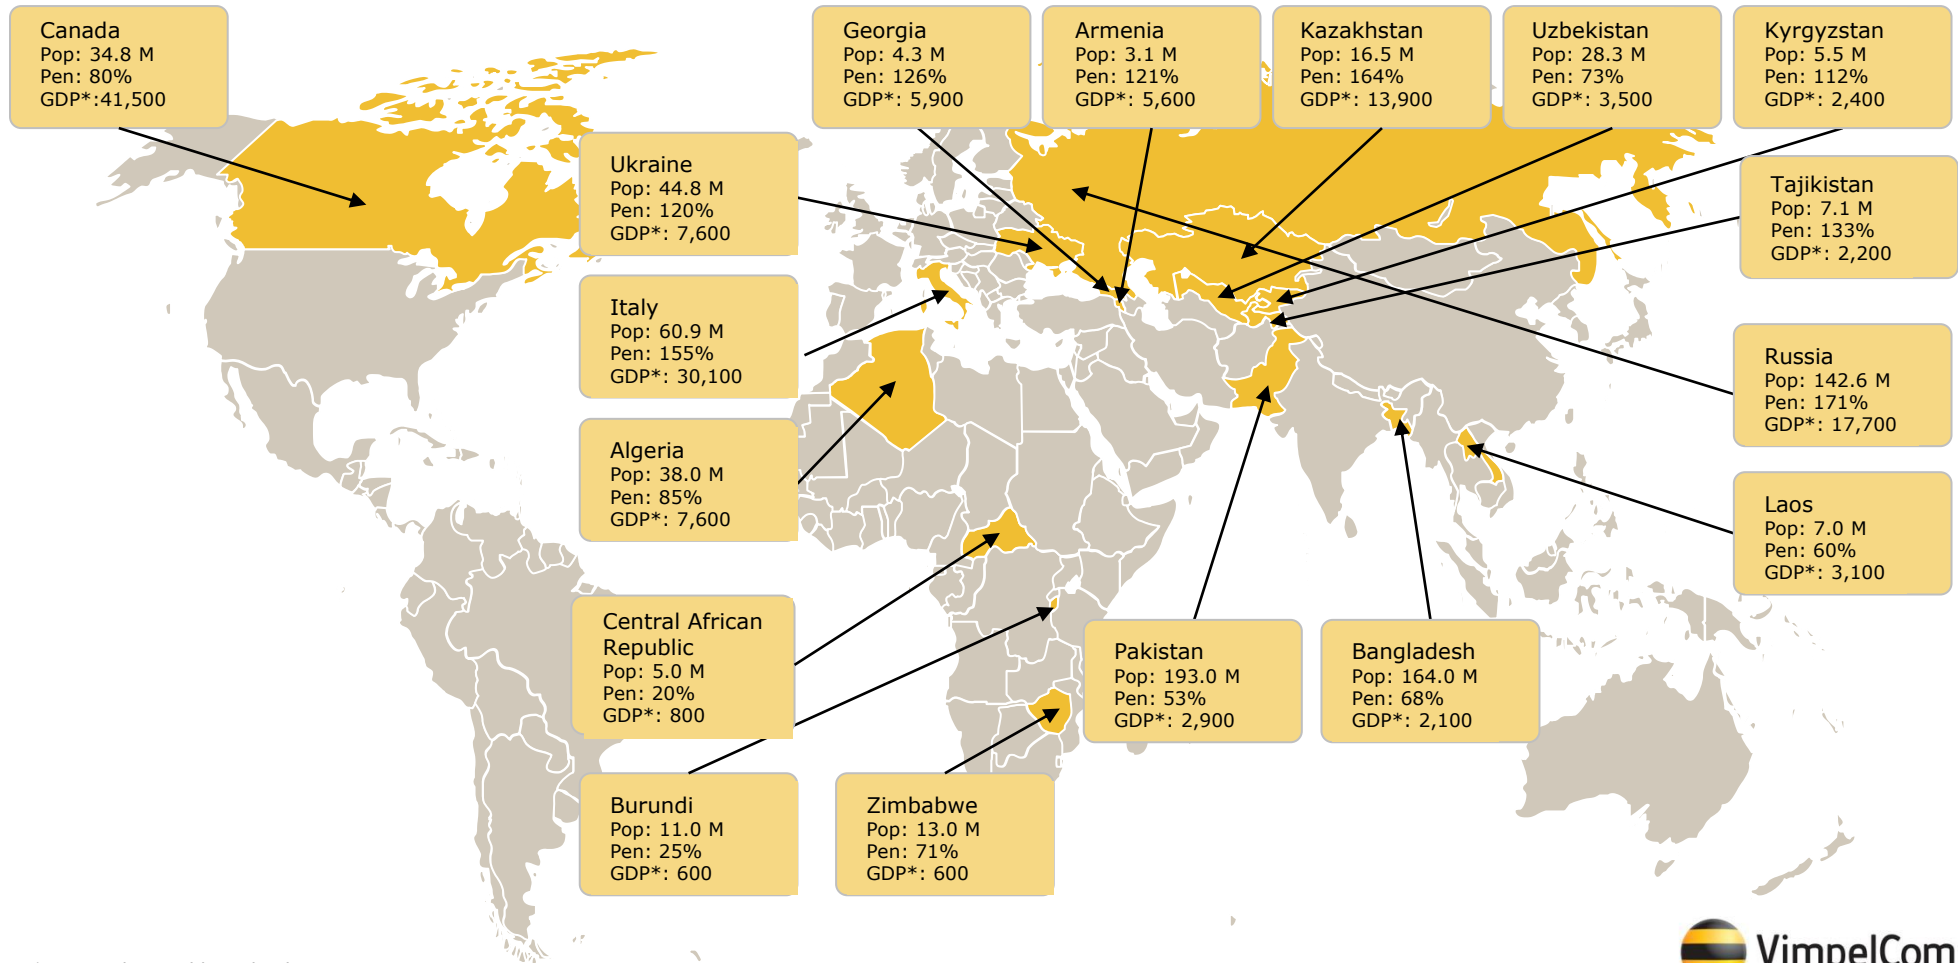 Canada
Pop: 34.8 M
Pen: 80%
GDP*:41,500
Georgia
Pop: 4.3 M
Pen: 126%
GDP*: 5,900
Armenia
Pop: 3.1 M
Pen: 121%
GDP*: 5,600
Kazakhstan
Pop: 16.5 M
Pen: 164%
GDP*: 13,900
Uzbekistan
Pop: 28.3 M
Pen: 73%
GDP*: 3,500
Kyrgyzstan
Pop: 5.5 M
Pen: 112%
GDP*: 2,400
Ukraine
Pop: 44.8 M
Pen: 120%
GDP*: 7,600
Tajikistan
Pop: 7.1 M
Pen: 133%
GDP*: 2,200
Italy
Pop: 60.9 M
Pen: 155%
GDP*: 30,100
Russia
Pop: 142.6 M
Pen: 171%
GDP*: 17,700
Algeria
Pop: 38.0 M
Pen: 85%
GDP*: 7,600
Laos
Pop: 7.0 M
Pen: 60%
GDP*: 3,100
Central African
Republic
Pop: 5.0 M
Pen: 20%
GDP*: 800
Pakistan
Pop: 193.0 M
Pen: 53%
GDP*: 2,900
Bangladesh
Pop: 164.0 M
Pen: 68%
GDP*: 2,100
Burundi
Pop: 11.0 M
Pen: 25%
GDP*: 600
Zimbabwe
Pop: 13.0 M
Pen: 71%
GDP*: 600
VimpelCom